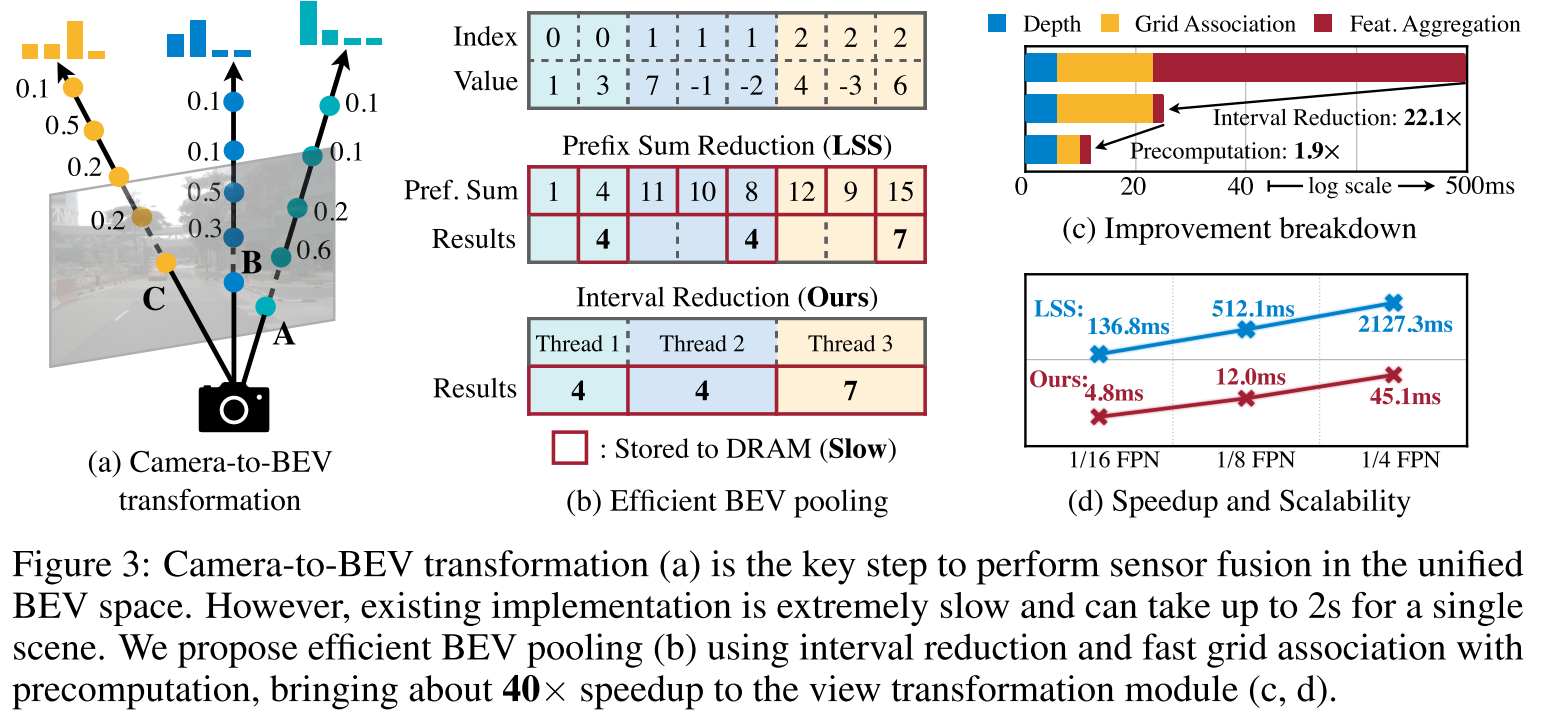 0.1
0.5
0.2
0.2
C
0.1
0.1
0.5
0.3
B
0.1
0.1
0.2
0.6
A
(a) Camera-to-BEV
transformation
Index 0 0 1 1 1 2 2 2
Value 1 3 7 -1 -2 4 -3 6
Prefix Sum Reduction (LSS)
Pref. Sum 1 4 11 10 8 12 9 15
Results 4 4 7
Interval Reduction (Ours)
Thread 1 Thread 2 Thread 3
Results 4 4 7
: Stored to DRAM (Slow)
(b) Efficient BEV pooling
Depth Grid Association Feat. Aggregation
Interval Reduction: 22.1×
Precomputation: 1.9×
0 20 40 log scale 500ms
(c) Improvement breakdown
LSS: 136.8ms 512.1ms 2127.3ms
Ours: 4.8ms 12.0ms 45.1ms
1/16 FPN 1/8 FPN 1/4 FPN
(d) Speedup and Scalability
Figure 3: Camera-to-BEV transformation (a) is the key step to perform sensor fusion in the unified
BEV space. However, existing implementation is extremely slow and can take up to 2s for a single
scene. We propose efficient BEV pooling (b) using interval reduction and fast grid association with
precomputation, bringing about 40× speedup to the view transformation module (c, d).